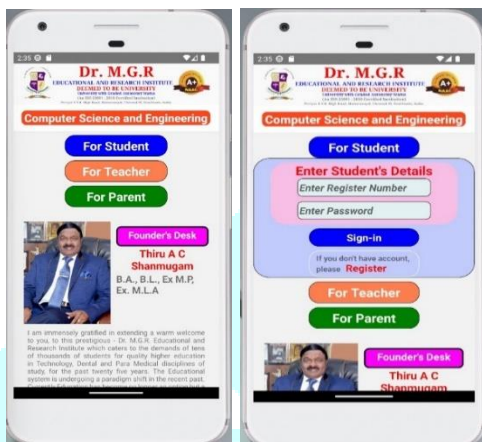 2:35
Dr. M.G.R
EDUCATIONAL AND RESEARCH INSTITUTE
DEEMED TO BE UNIVERSITY
A+
NAAC
Computer Science and Engineering
For Student
For Teacher
For Parent
Founder's Desk
Thiru A C
Shanmugam
B.A., B.L., Ex M.P,
Ex. M.L.A
I am immensely gratified in extending a warm welcome
to you, to this prestigious - Dr. M.G.R. Educational and
Research Institute which caters to the demands of tens
of thousands of students for quality higher education
in Technology, Dental and Para Medical disciplines of
study, for the past twenty five years. The Educational
system is undergoing a paradigm shift in the recent past.
2:35
Dr. M.G.R
EDUCATIONAL AND RESEARCH INSTITUTE
DEEMED TO BE UNIVERSITY
A+
NAAC
Computer Science and Engineering
For Student
Enter Student's Details
Enter Register Number
Enter Password
Sign-in
If you don't have account,
please Register
For Teacher
For Parent
Founder's Desk
Thiru A C
Shanmugam